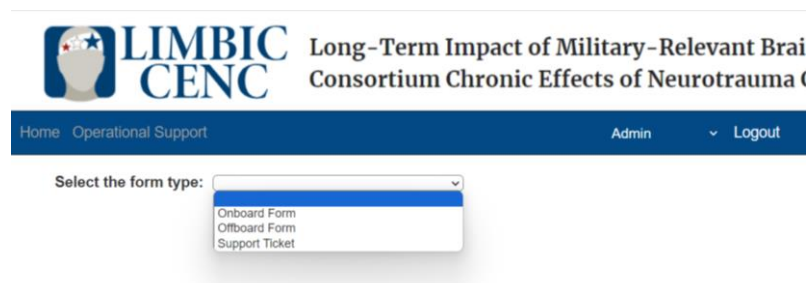 LIMBIC
CENC
Long-Term Impact of Military-Relevant Brai
Consortium Chronic Effects of Neurotrauma
Home Operational Support Admin Logout
Select the form type:
Onboard Form
Offboard Form
Support Ticket